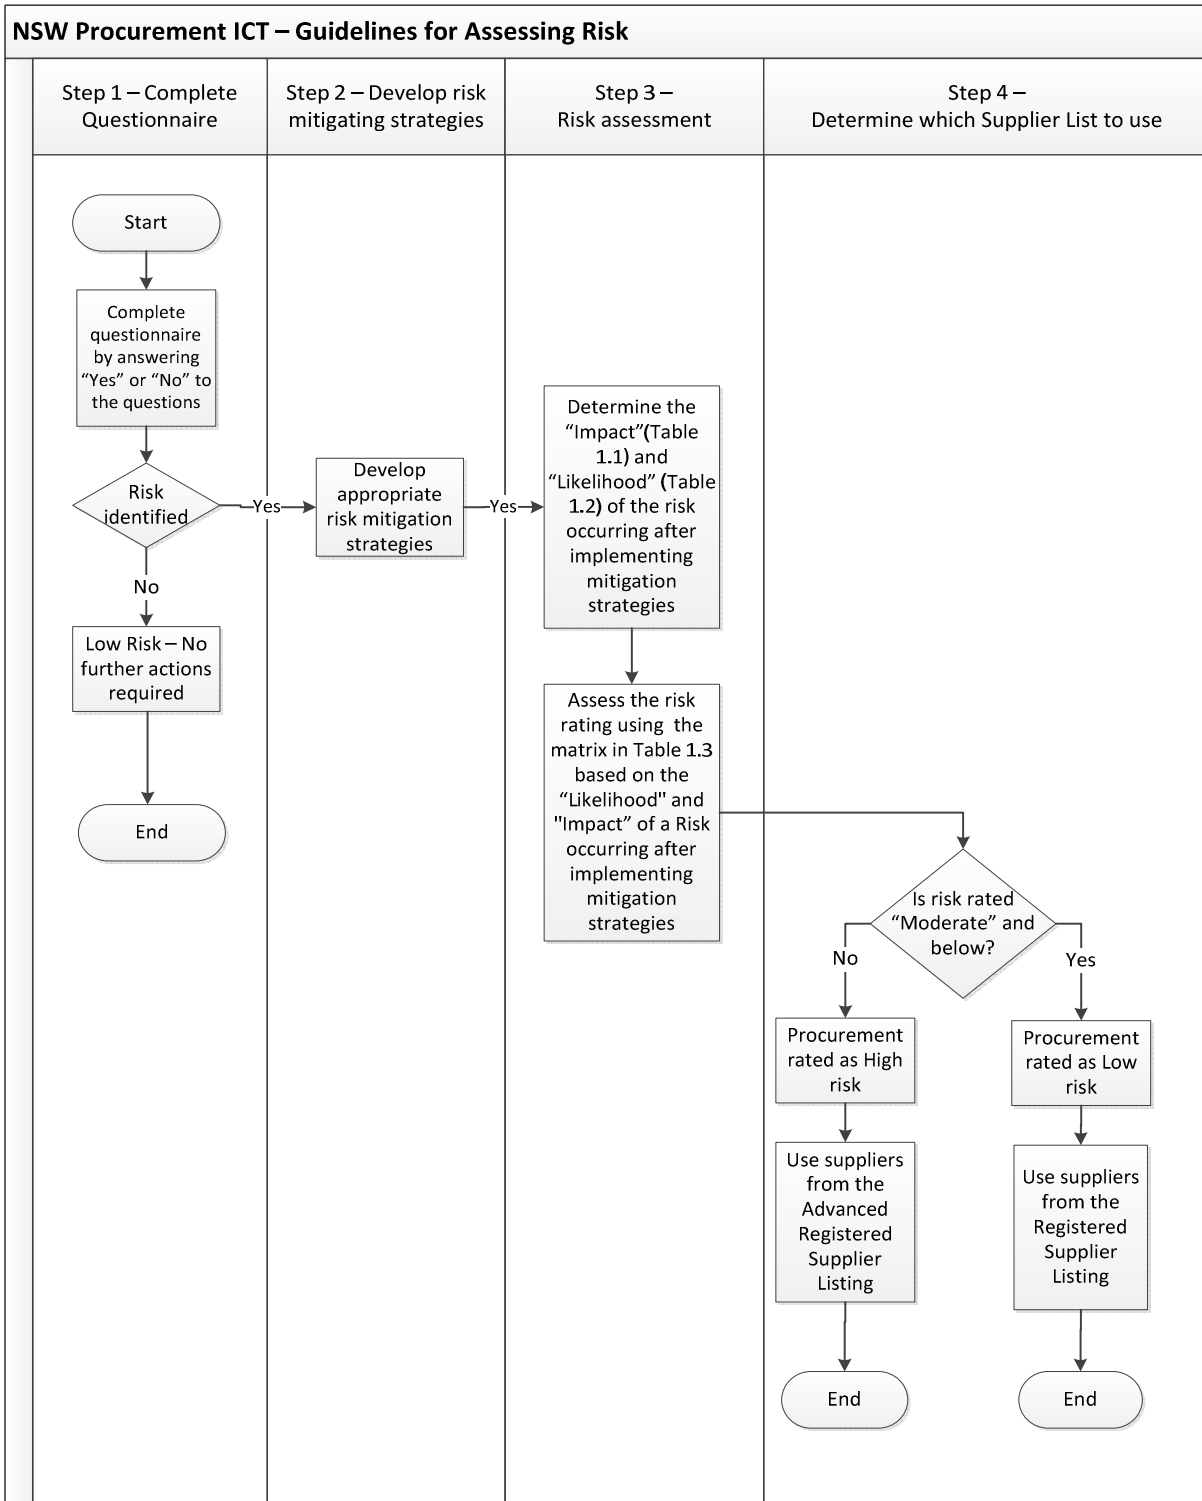 NSW Procurement ICT – Guidelines for Assessing Risk
Step 1 – Complete
Questionnaire
Step 2 – Develop risk
mitigating strategies
Step 3 –
Risk assessment
Step 4 –
Determine which Supplier List to use
Start
Complete
questionnaire
by answering
“Yes” or “No” to
the questions
Risk
identified
Yes
No
Low Risk – No
further actions
required
End
Develop
appropriate
risk mitigation
strategies
Yes
Determine the
“Impact”(Table
1.1) and
“Likelihood” (Table
1.2) of the risk
occurring after
implementing
mitigation
strategies
Assess the risk
rating using  the
matrix in Table 1.3
based on the
“Likelihood" and
"Impact” of a Risk
occurring after
implementing
mitigation
strategies
Is risk rated
“Moderate” and
below?
No
Yes
Procurement
rated as High
risk
Use suppliers
from the
Advanced
Registered
Supplier
Listing
End
Procurement
rated as Low
risk
Use suppliers
from the
Registered
Supplier
Listing
End